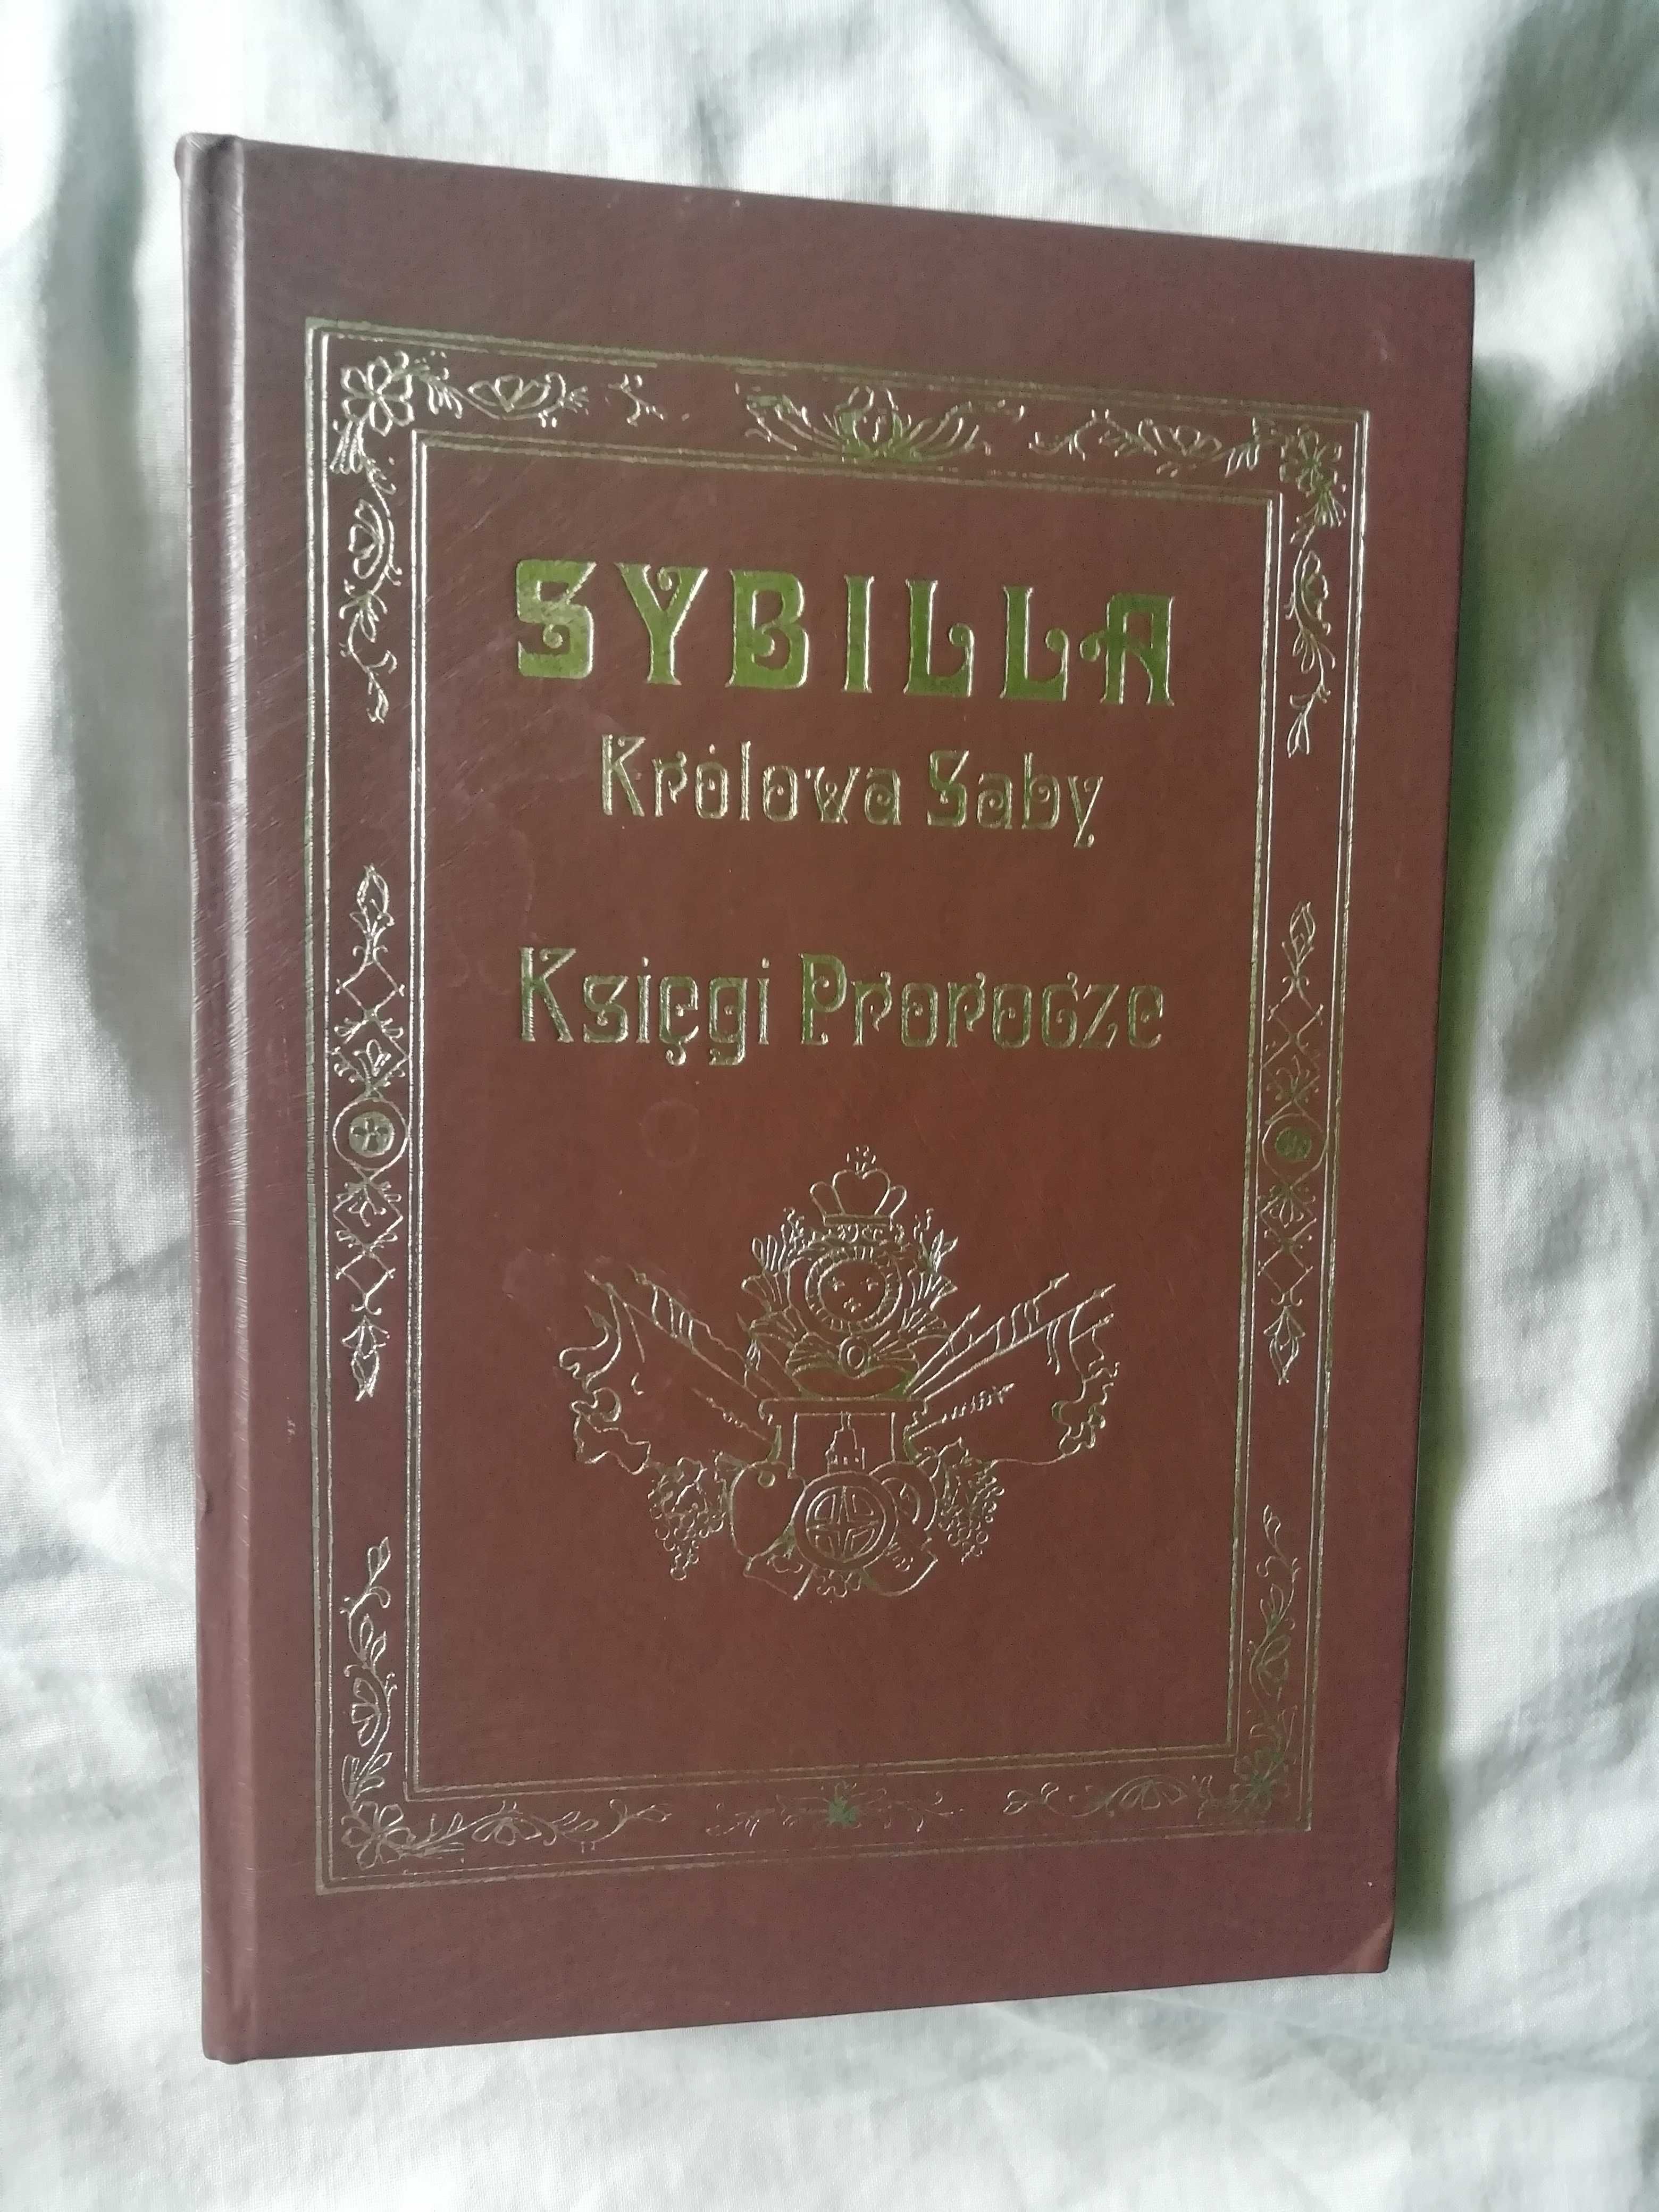 SYBILLA
Królowa Saby
Księgi Prorocze